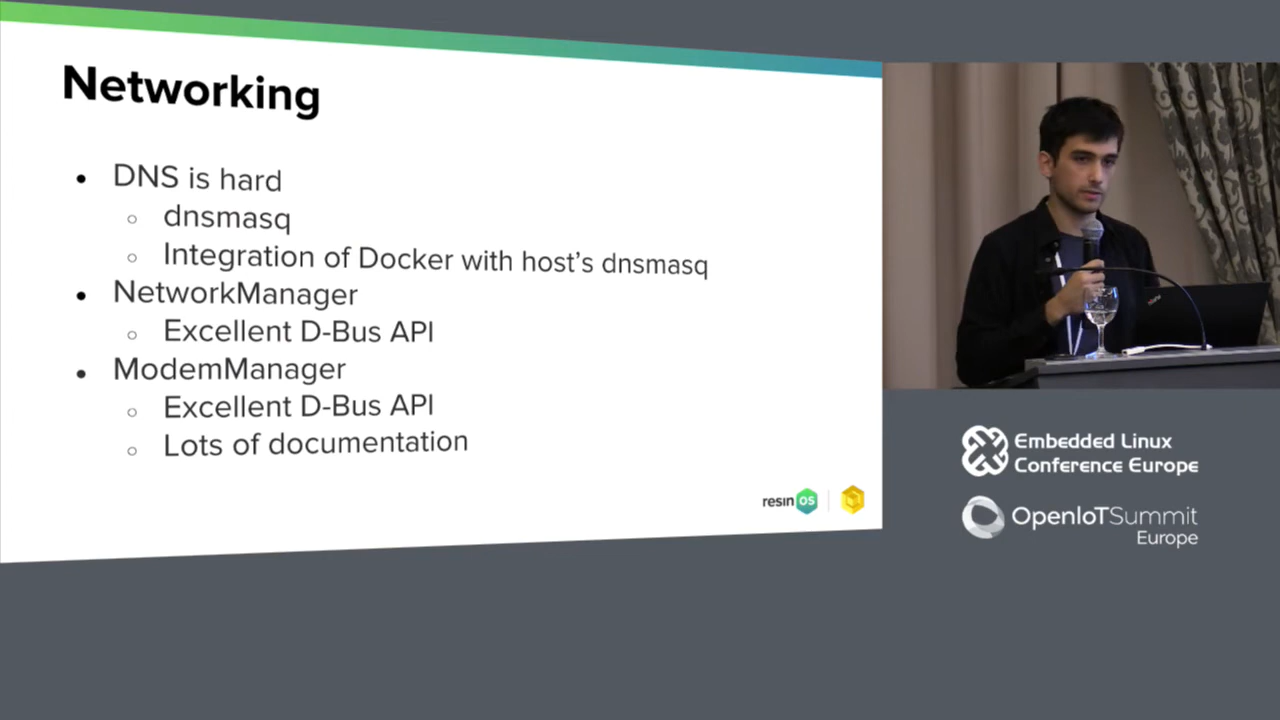 Networking
DNS is hard
dnsmasq
Integration of Docker with host's dnsmasq
NetworkManager
Excellent D-Bus API
ModemManager
Excellent D-Bus API
Lots of documentation
resin OS
Embedded Linux
Conference Europe
OpenIoTSummit
Europe